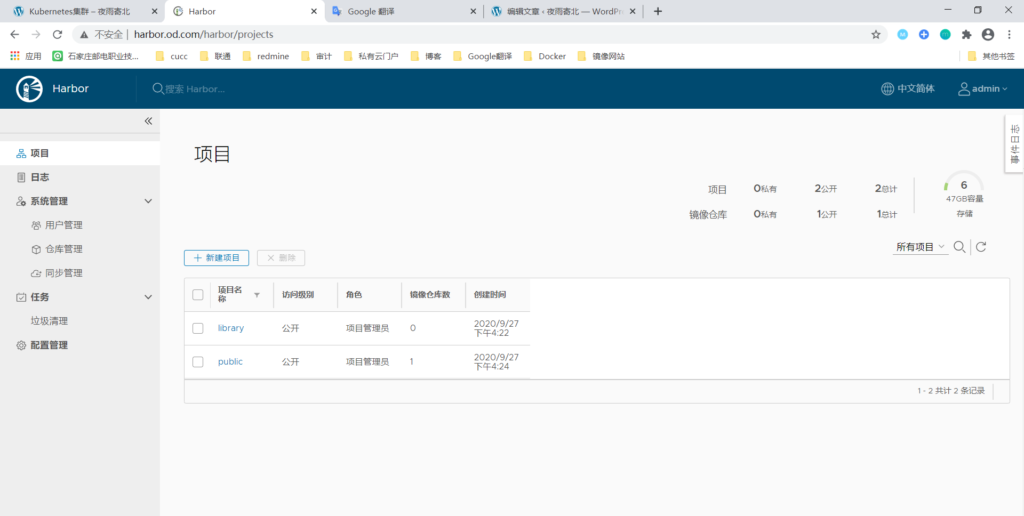 Kubernetes集群 – 夜雨寄北
Harbor
Google 翻译
编辑文章 ‹ 夜雨寄北 — WordPr
不安全 | harbor.od.com/harbor/projects
应用 石家庄邮电职业技... cucc 联通 redmine 审计 私有云门户 博客 Google翻译 Docker 镜像网站 其他书签
Harbor 搜索 Harbor... 中文简体 admin
项目
日志
系统管理
用户管理
仓库管理
同步管理
任务
垃圾清理
配置管理
事件日志
项目
项目 0私有 2公开 2总计
镜像仓库 0私有 1公开 1总计
6
47GB容量
存储
所有项目
+ 新建项目 × 删除
项目名称 访问级别 角色 镜像仓库数 创建时间
library 公开 项目管理员 0 2020/9/27 下午4:22
public 公开 项目管理员 1 2020/9/27 下午4:24
1 - 2 共计 2 条记录